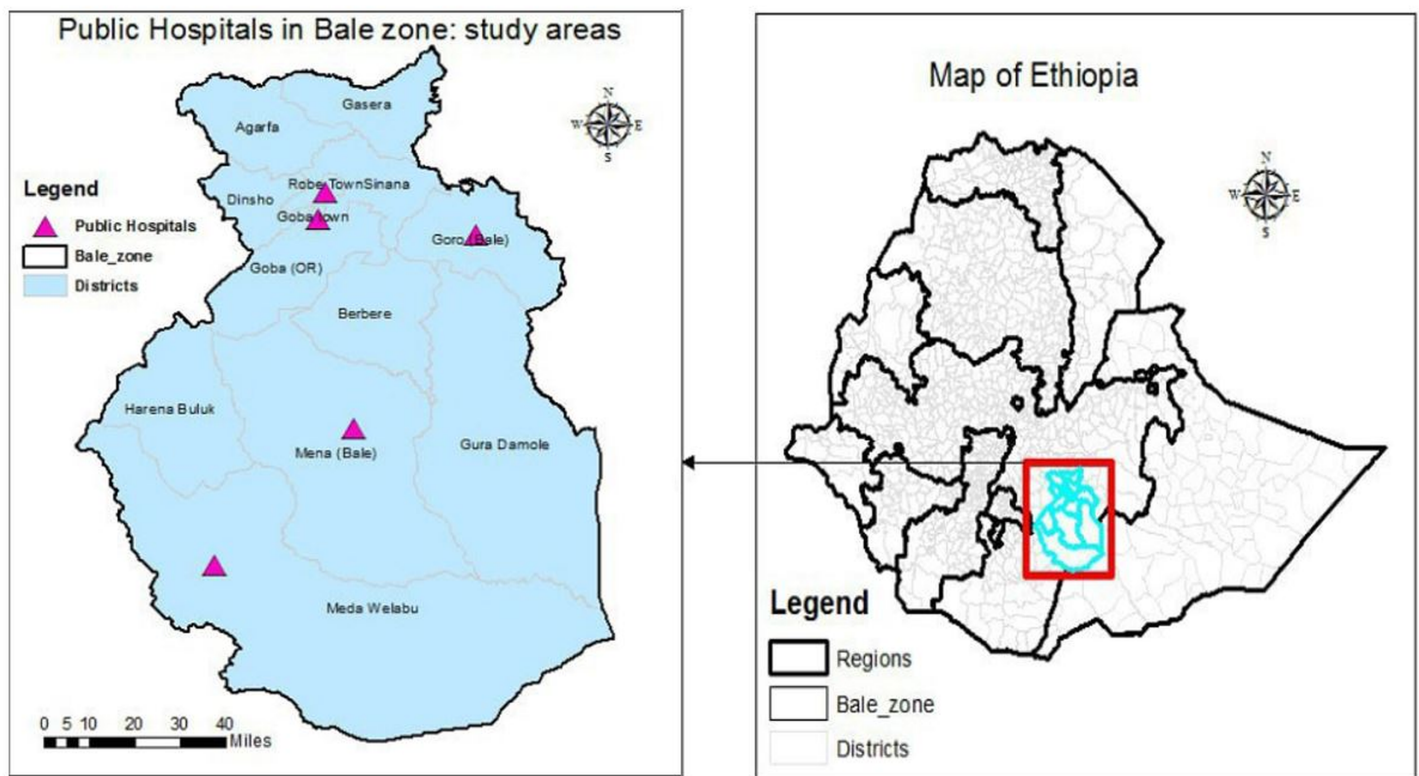 Public Hospitals in Bale zone: study areas
N
W E
S
Gasera
Agarfa
Robe TownSinana
Dinsho
Goba town
Goro (Bale)
Goba (OR)
Berbere
Harena Buluk
Mena (Bale)
Gura Damole
Meda Welabu
Legend
Public Hospitals
Bale_zone
Districts
0 5 10 20 30 40
Miles
Map of Ethiopia
N
W E
S
Legend
Regions
Bale_zone
Districts